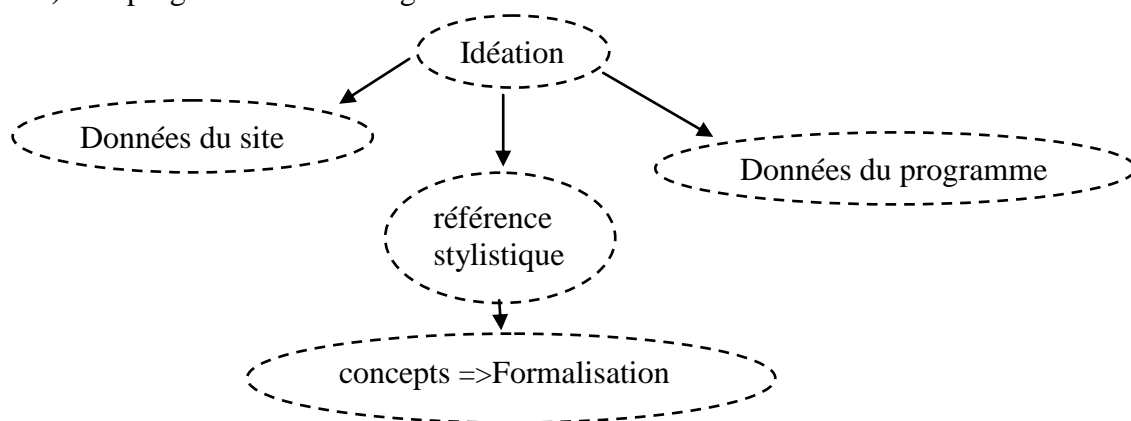 Idéation
Données du site
Données du programme
référence
stylistique
concepts =>Formalisation